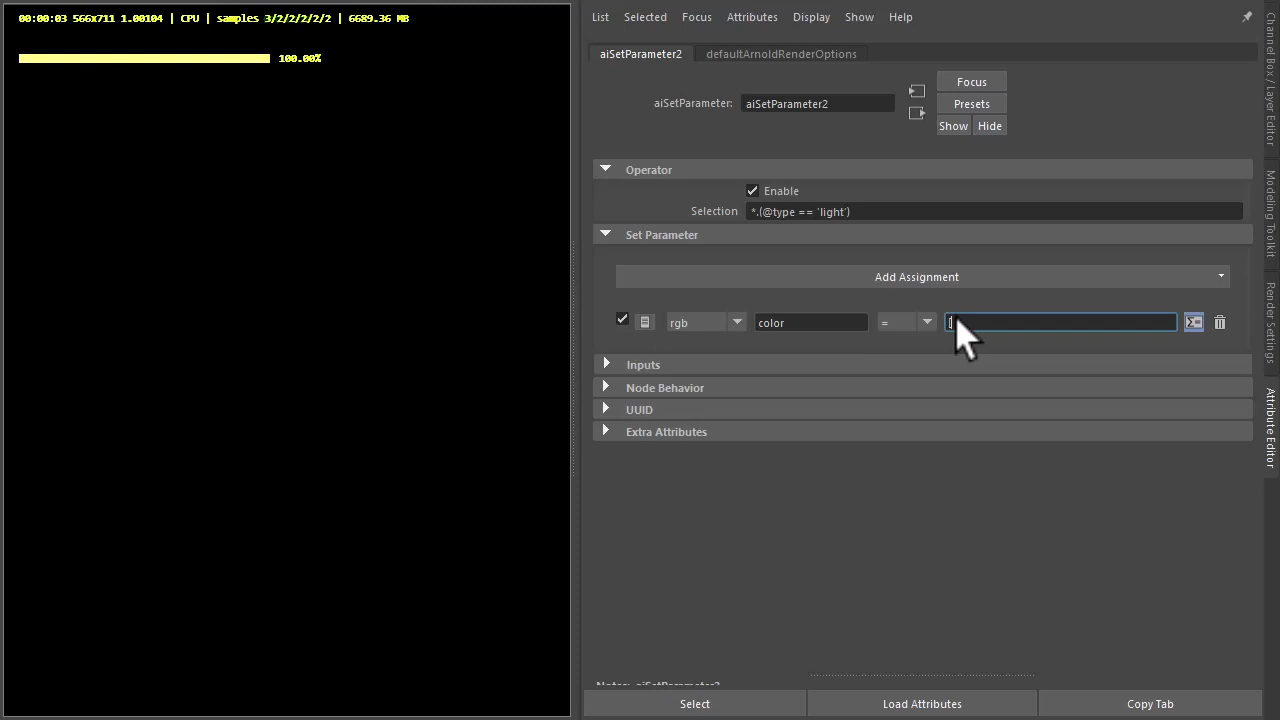 00:00:03 566x711 1.00104 | CPU | samples 3/2/2/2/2/2 | 6689.36 MB
100.00%
List Selected Focus Attributes Display Show Help
aiSetParameter2 defaultArnoldRenderOptions
Focus
aiSetParameter: aiSetParameter2
Presets
Show Hide
Operator
Enable
Selection *.(@type == 'light')
Set Parameter
Add Assignment
rgb color = [
Inputs
Node Behavior
UUID
Extra Attributes
Notes: aiSetParameter2
Select Load Attributes Copy Tab
Channel Box / Layer Editor
Modeling Toolkit
Render Settings
Attribute Editor